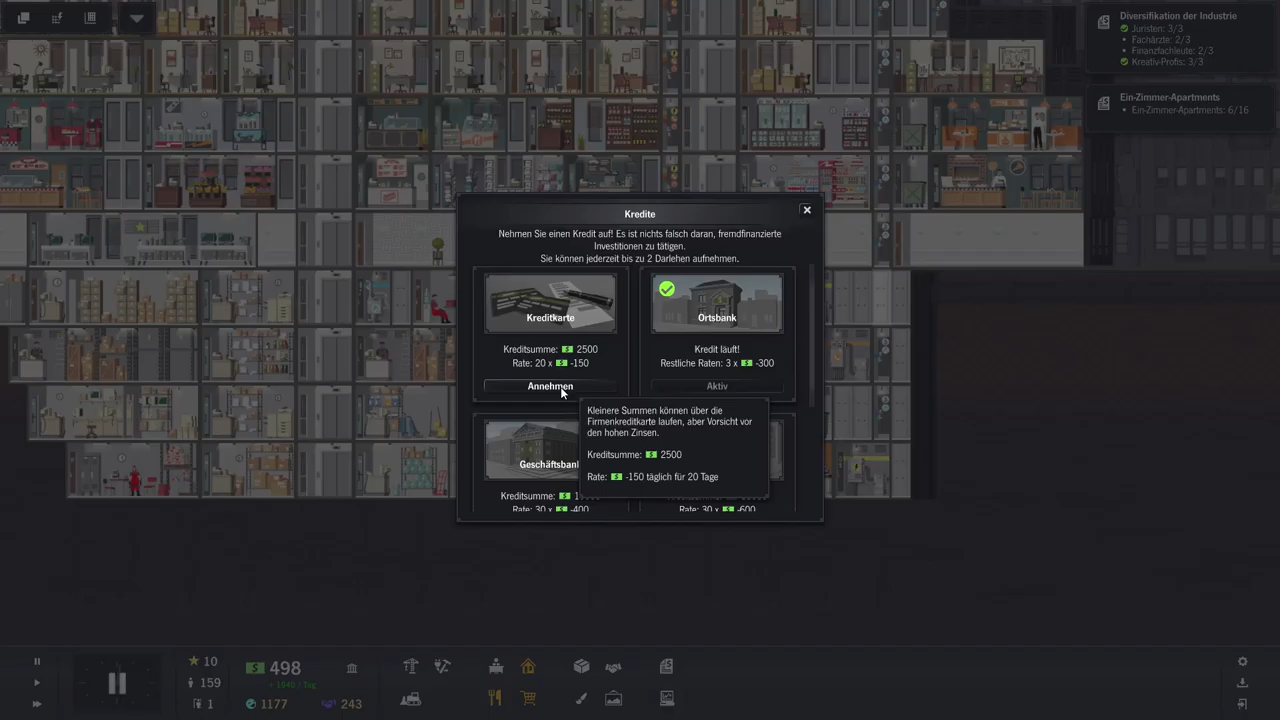 Diversifikation der Industrie
Juristen: 3/3
Fachärzte: 2/3
Finanzfachleute: 2/3
Kreativ-Profis: 3/3
Ein-Zimmer-Apartments
Ein-Zimmer-Apartments: 6/16
Kredite
Nehmen Sie einen Kredit auf! Es ist nichts falsch daran, fremdfinanzierte
Investitionen zu tätigen.
Sie können jederzeit bis zu 2 Darlehen aufnehmen.
Kreditkarte
Kreditsumme: 2500
Rate: 20 x -150
Annehmen
Ortsbank
Kredit läuft!
Restliche Raten: 3 x -300
Aktiv
Kleinere Summen können über die
Firmenkreditkarte laufen, aber Vorsicht vor
den hohen Zinsen.
Kreditsumme: 2500
Rate: -150 täglich für 20 Tage
Geschäftsbank
Kreditsumme:
Rate: 30 x -400
Rate: 30 x -600
10
159
1
498
+ 1940 / Tag
1177
243